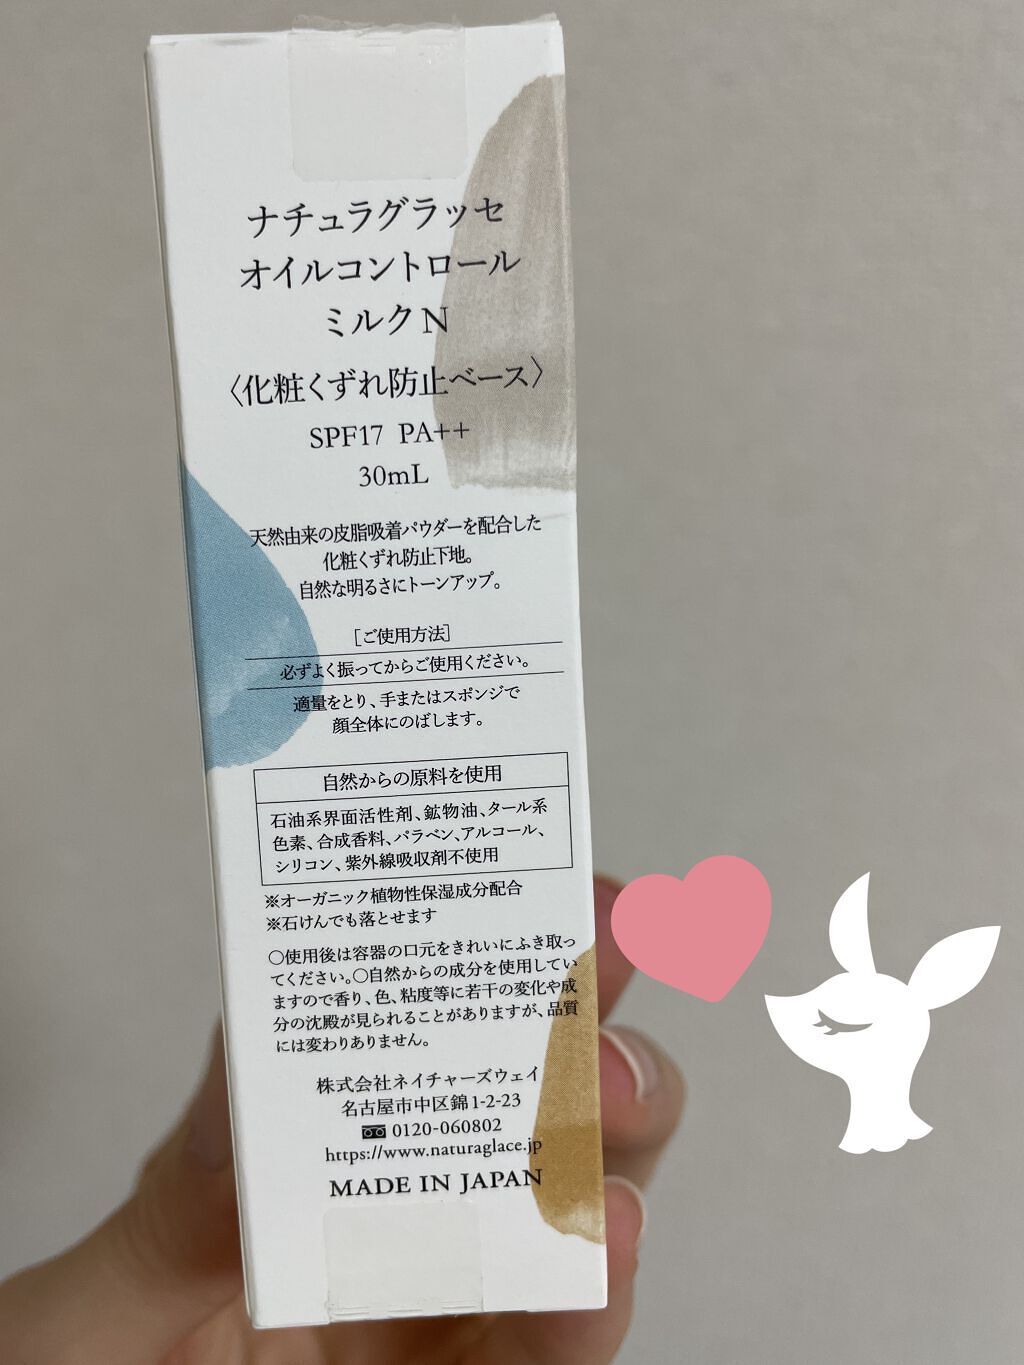 ナチュラグラッセ
オイルコントロール
ミルクN
〈化粧くずれ防止ベース〉
SPF17 PA++
30mL
天然由来の皮脂吸着パウダーを配合した
化粧くずれ防止下地。
自然な明るさにトーンアップ。
［ご使用方法］
必ずよく振ってからご使用ください。
適量をとり、手またはスポンジで
顔全体にのばします。
自然からの原料を使用
石油系界面活性剤、鉱物油、タール系
色素、合成香料、パラベン、アルコール、
シリコン、紫外線吸収剤不使用
※オーガニック植物性保湿成分配合
※石けんでも落とせます
○使用後は容器の口元をきれいにふき取っ
てください。○自然からの成分を使用してい
ますので香り、色、粘度等に若干の変化や成
分の沈殿が見られることがありますが、品質
には変わりありません。
株式会社ネイチャーズウェイ
名古屋市中区錦1-2-23
0120-060802
https://www.naturaglace.jp
MADE IN JAPAN